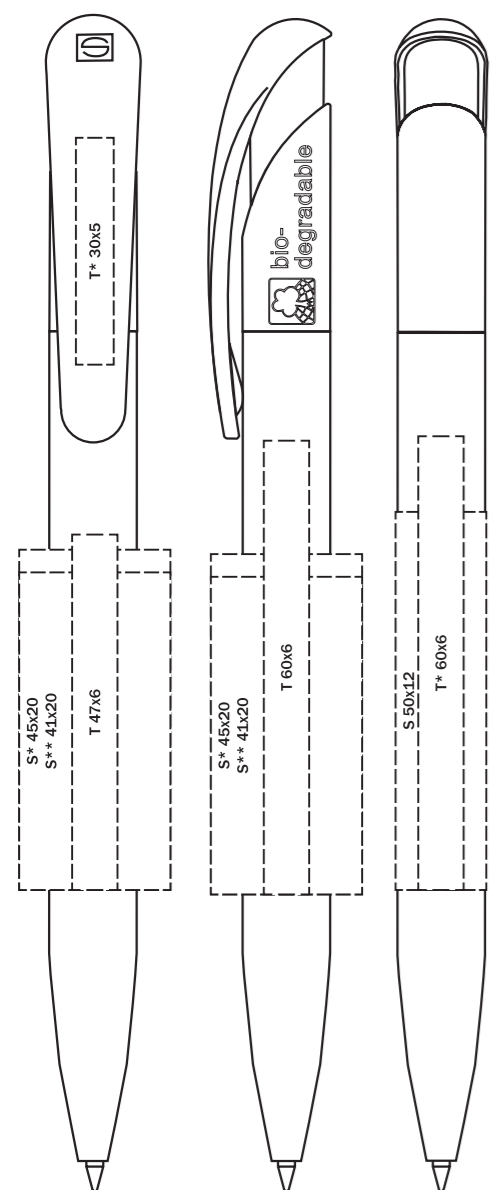 T* 30x5
S* 45x20
S** 41x20
T 47x6
bio-
degradable
S* 45x20
S** 41x20
T 60x6
S 50x12
T* 60x6